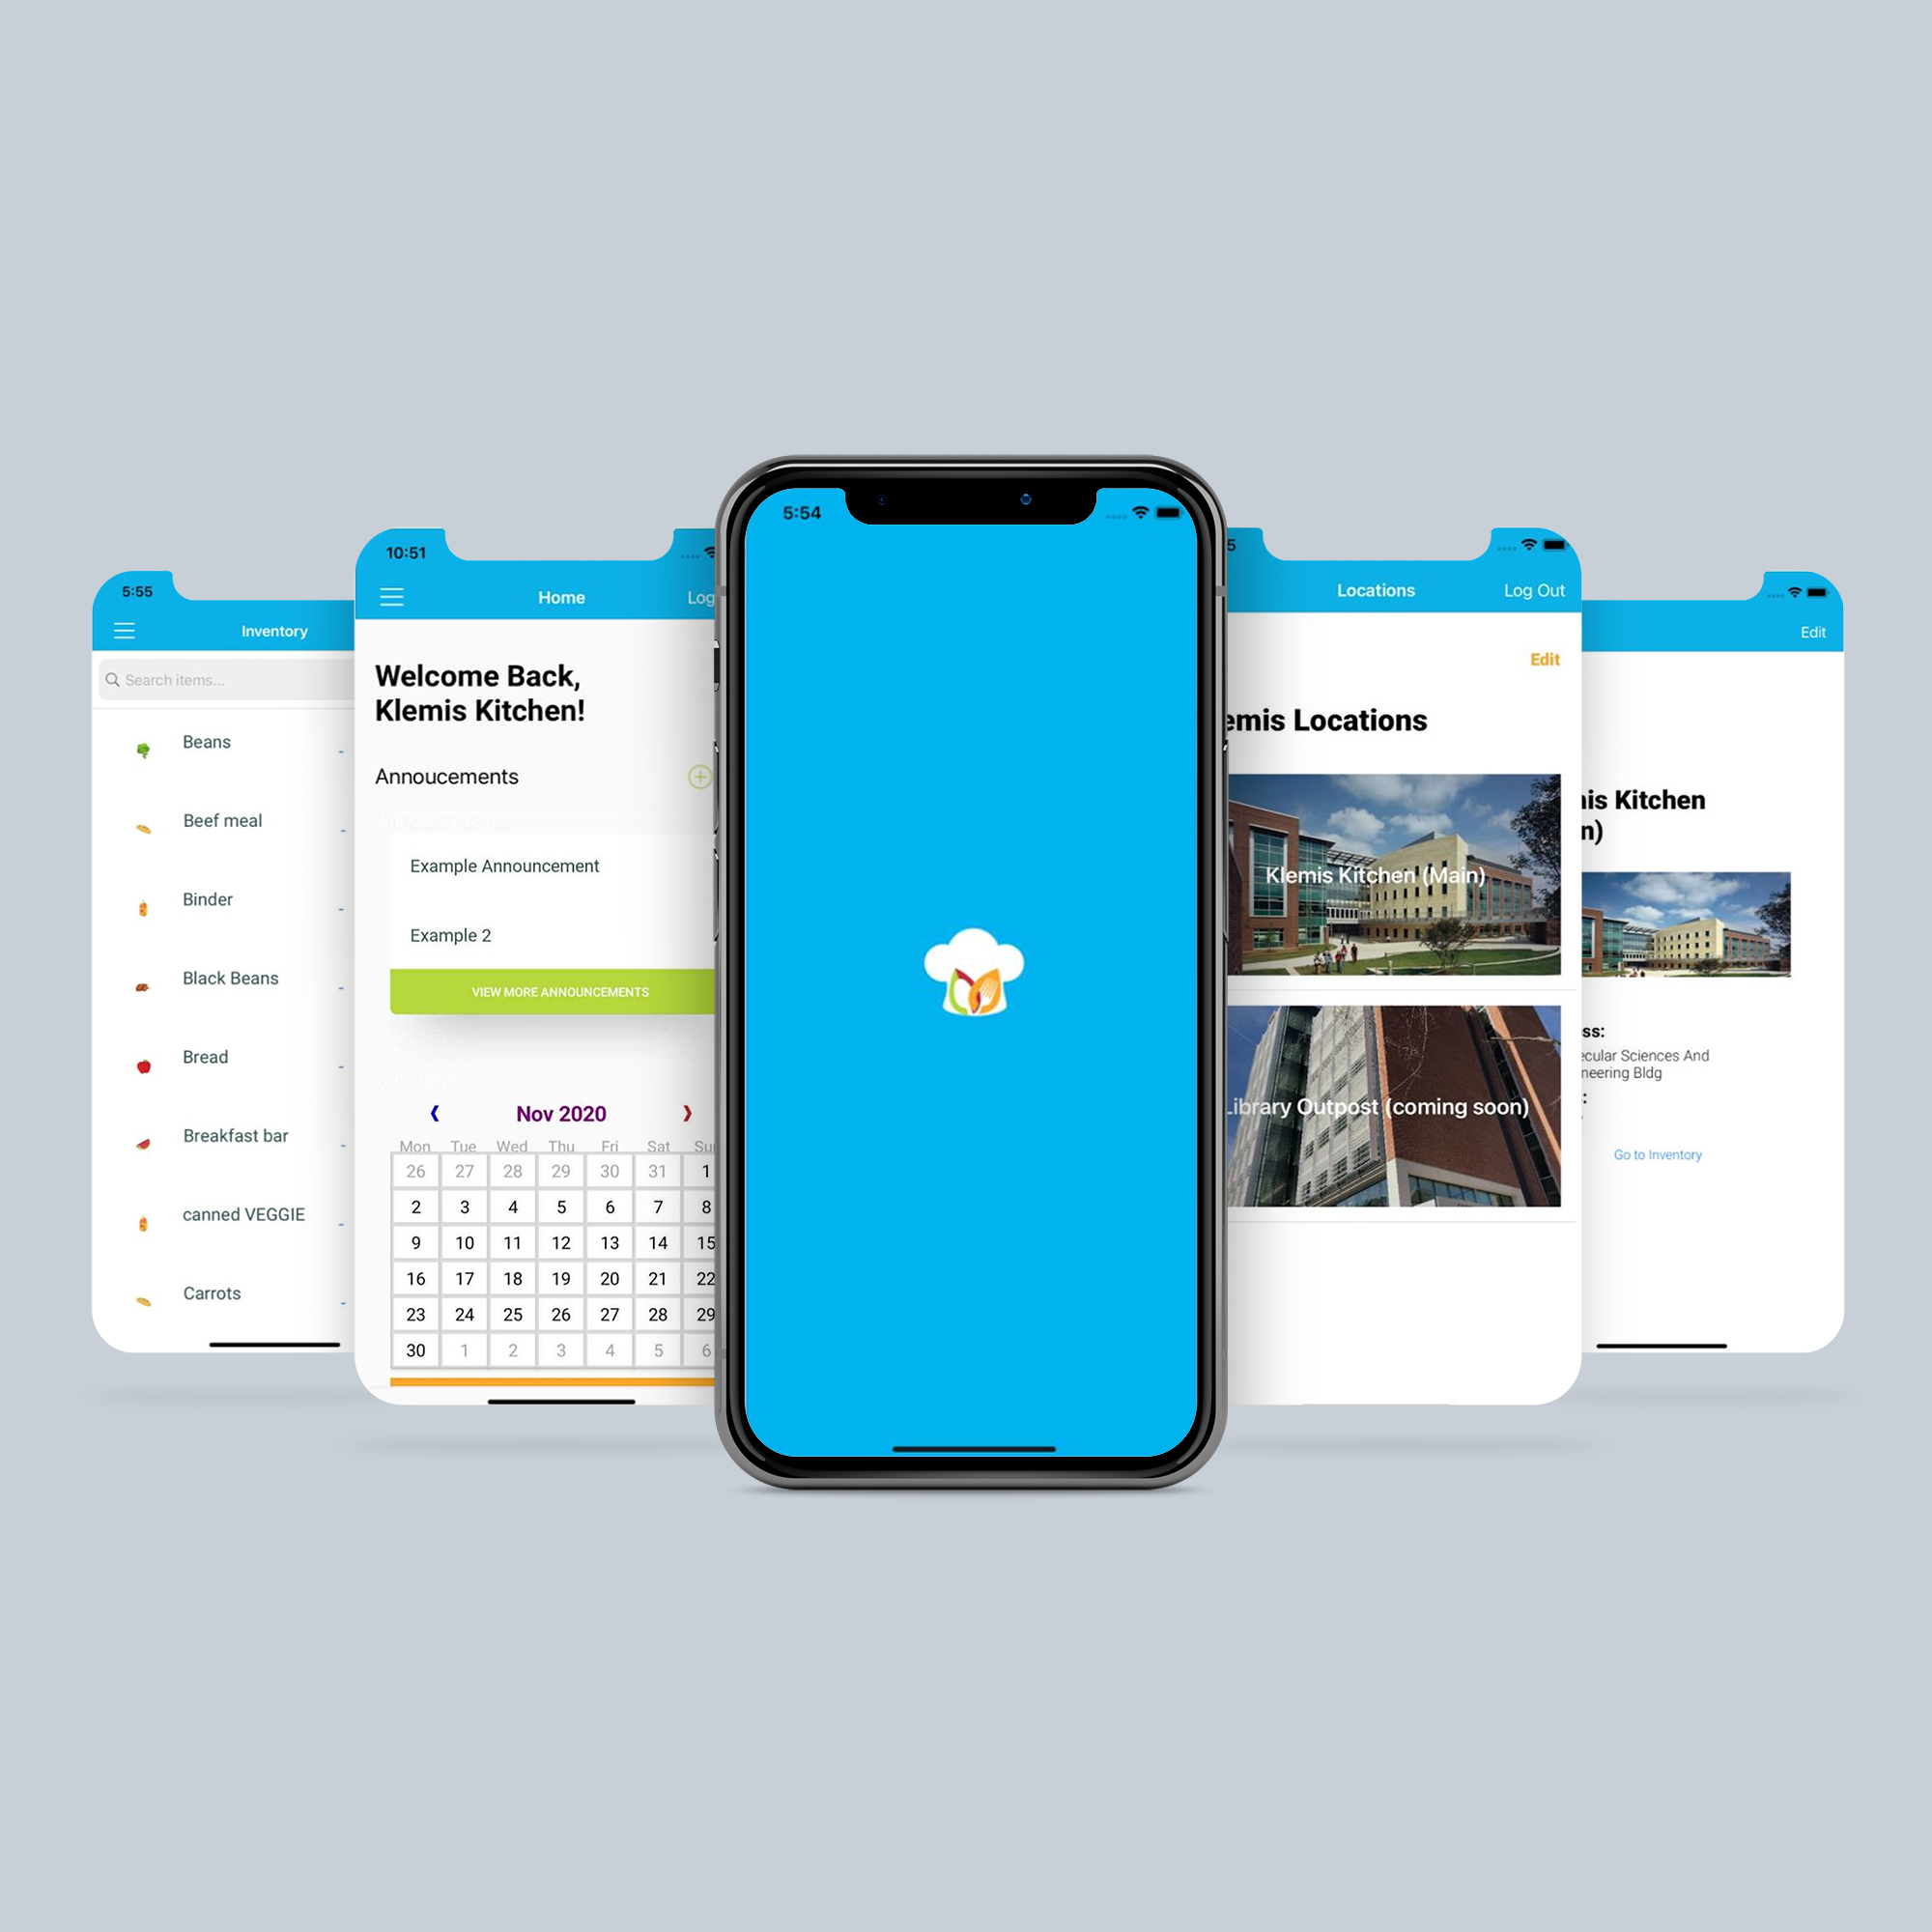 5:55
Inventory
Search items...
Beans
-
Beef meal
-
Binder
-
Black Beans
-
Bread
-
Breakfast bar
-
canned VEGGIE
-
Carrots
-
10:51
Home
Log
Welcome Back,
Klemis Kitchen!
Annoucements
Example Announcement
Example 2
VIEW MORE ANNOUNCEMENTS
Nov 2020
Mon Tue Wed Thu Fri Sat Su
26 27 28 29 30 31 1
2 3 4 5 6 7 8
9 10 11 12 13 14 15
16 17 18 19 20 21 22
23 24 25 26 27 28 29
30 1 2 3 4 5 6
5:54
5
Locations
Log Out
Edit
emis Locations
Klemis Kitchen (Main)
Library Outpost (coming soon)
Edit
is Kitchen
n)
ss:
ecular Sciences And
neering Bldg
:
Go to Inventory